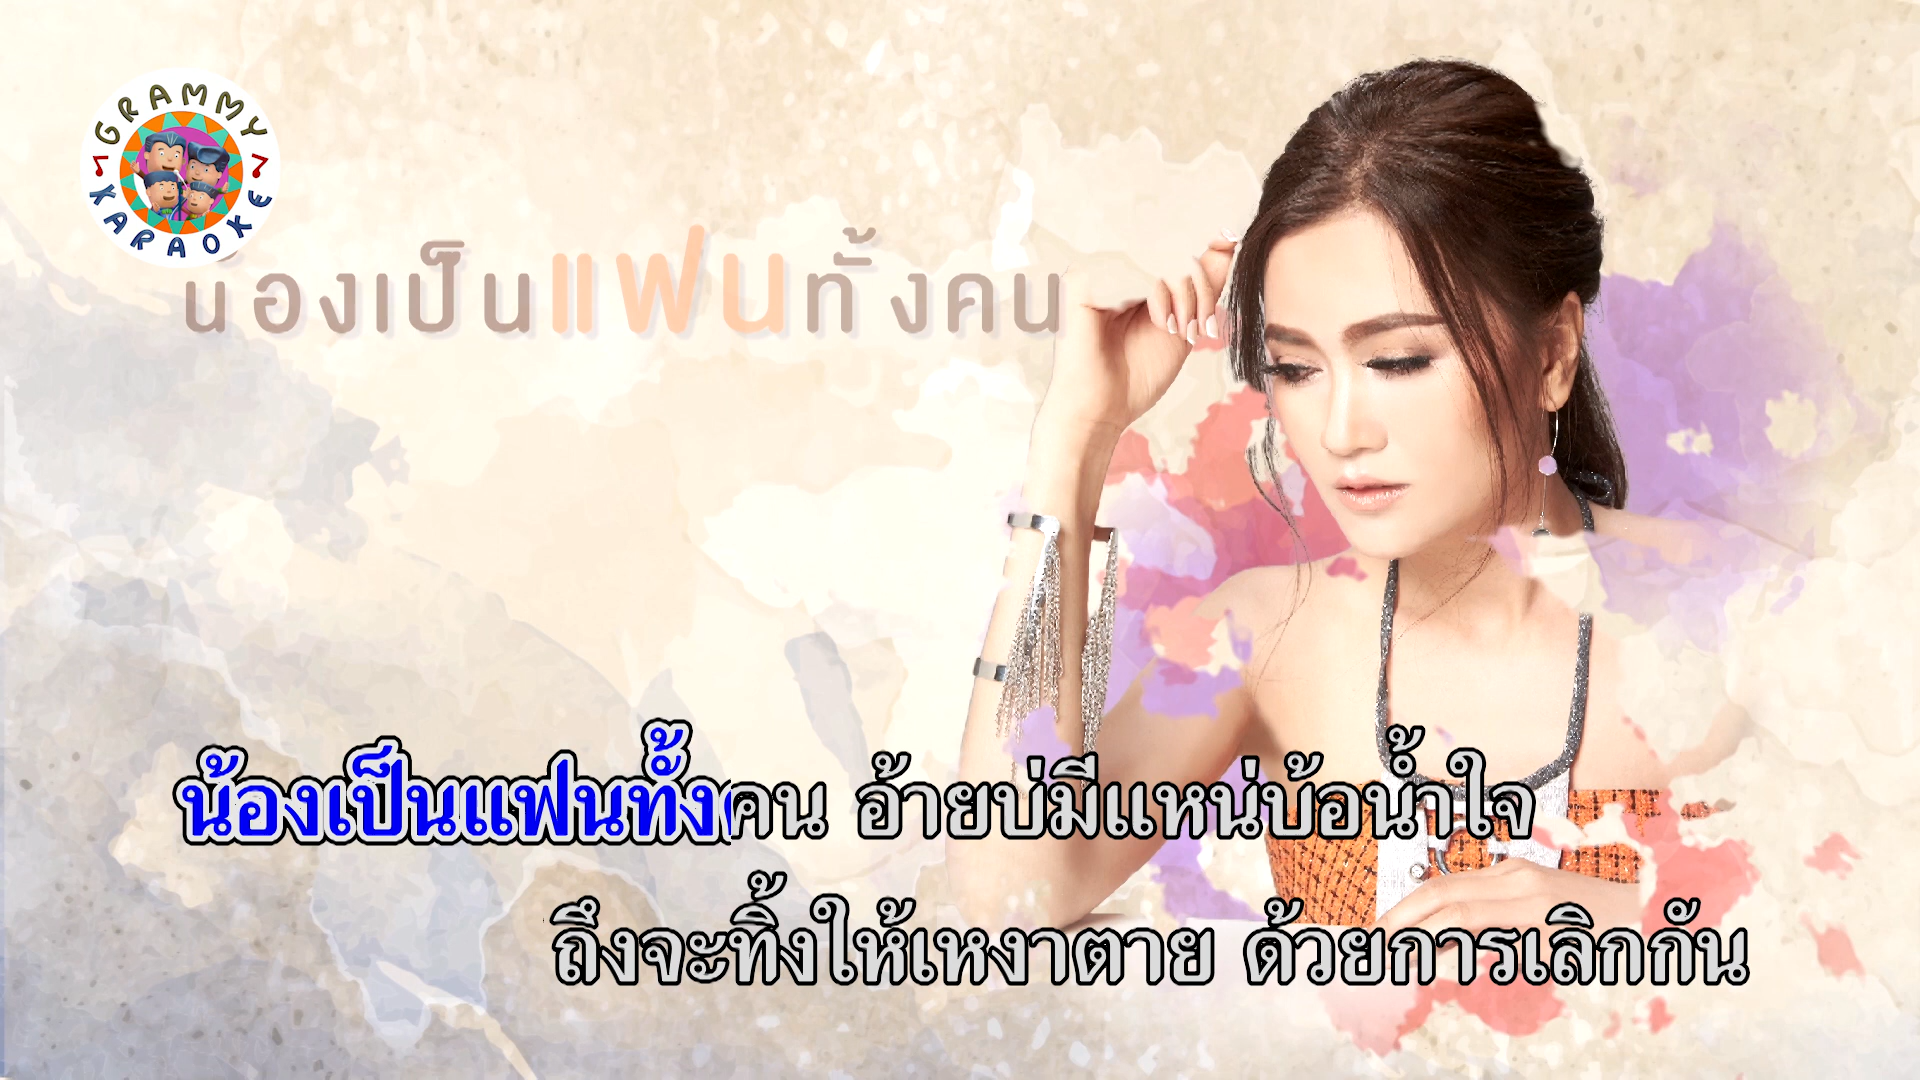 GRAMMY
KARAOKE
น้องเป็นแฟนทั้งคน
น้องเป็นแฟนทั้งคน อ้ายบ่มีแหน่บ้อน้ำใจ
ถึงจะทิ้งให้เหงาตาย ด้วยการเลิกกัน